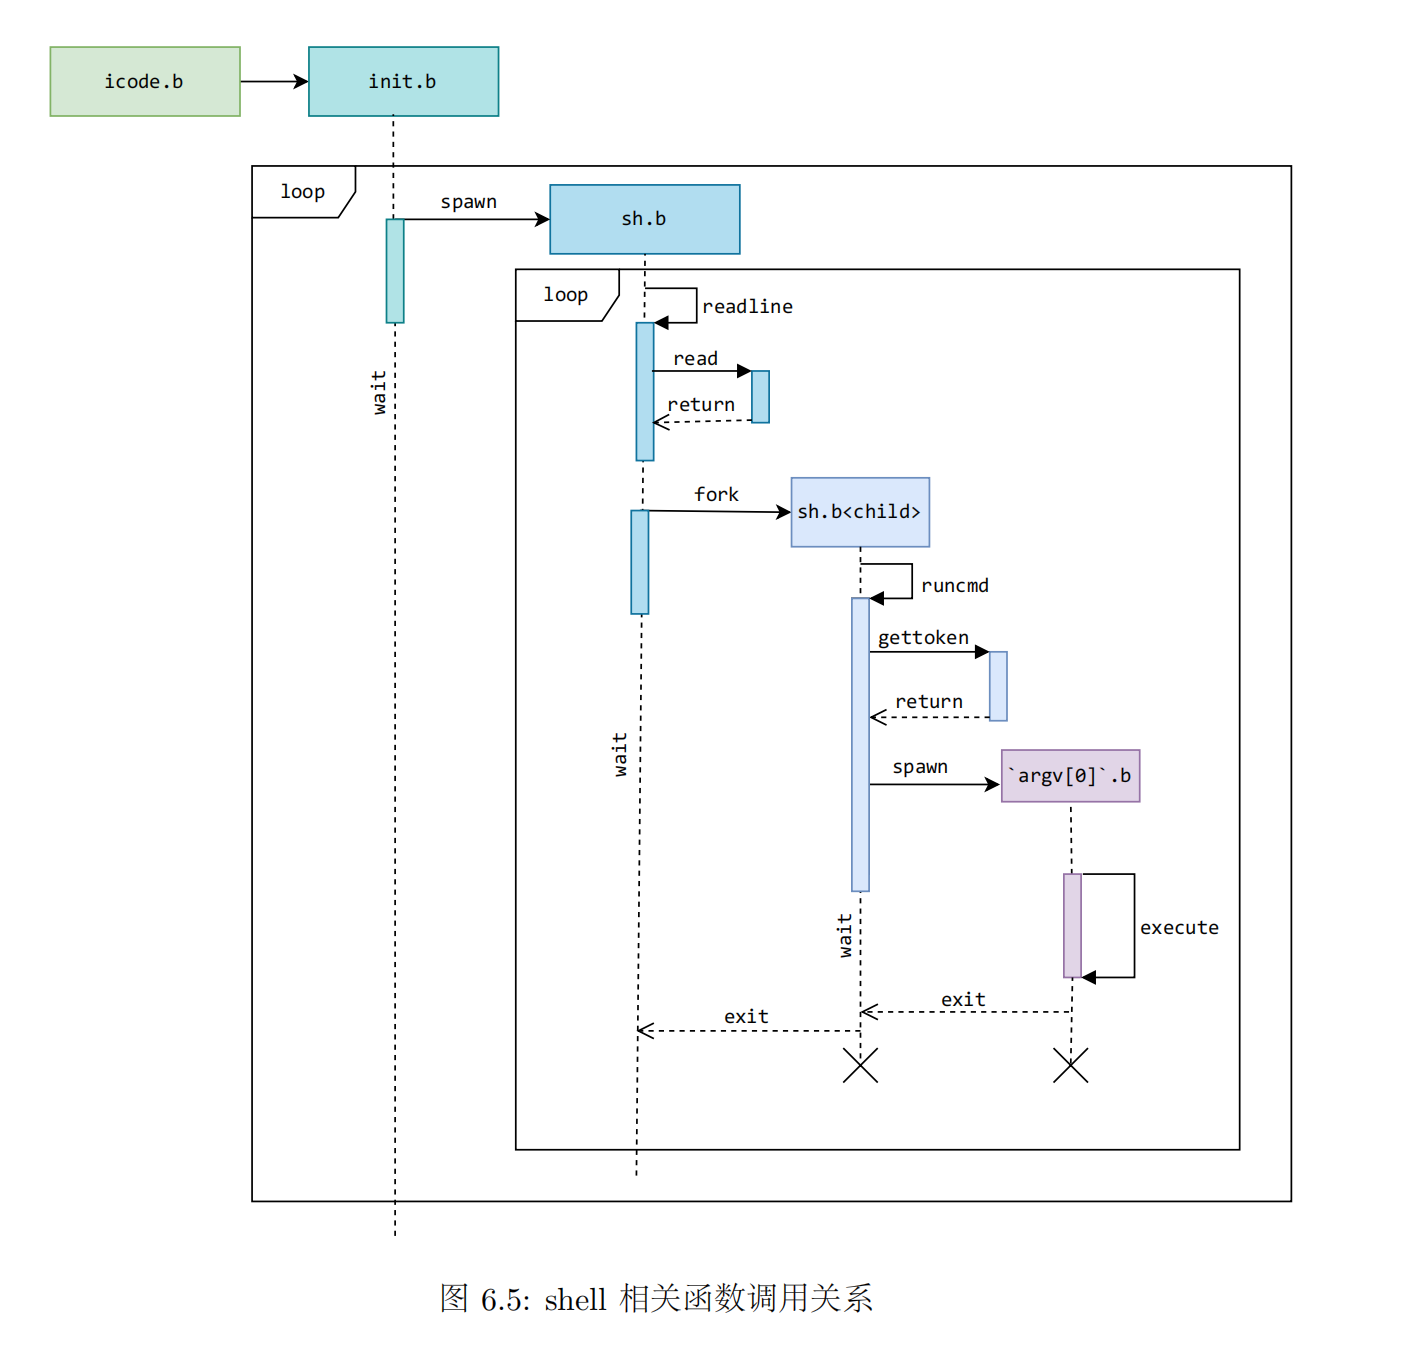 icode.b
init.b
loop
spawn
sh.b
loop
readline
read
return
wait
fork
sh.b<child>
runcmd
gettoken
return
wait
spawn
`argv[0]`.b
wait
execute
exit
exit
图 6.5: shell 相关函数调用关系